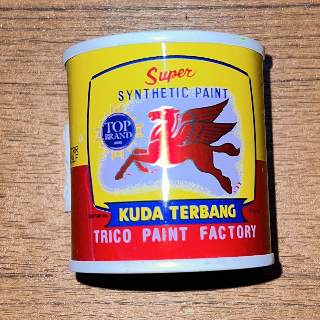 Super
SYNTHETIC PAINT
TOP
BRAND
KUDA TERBANG
TRICO PAINT FACTORY